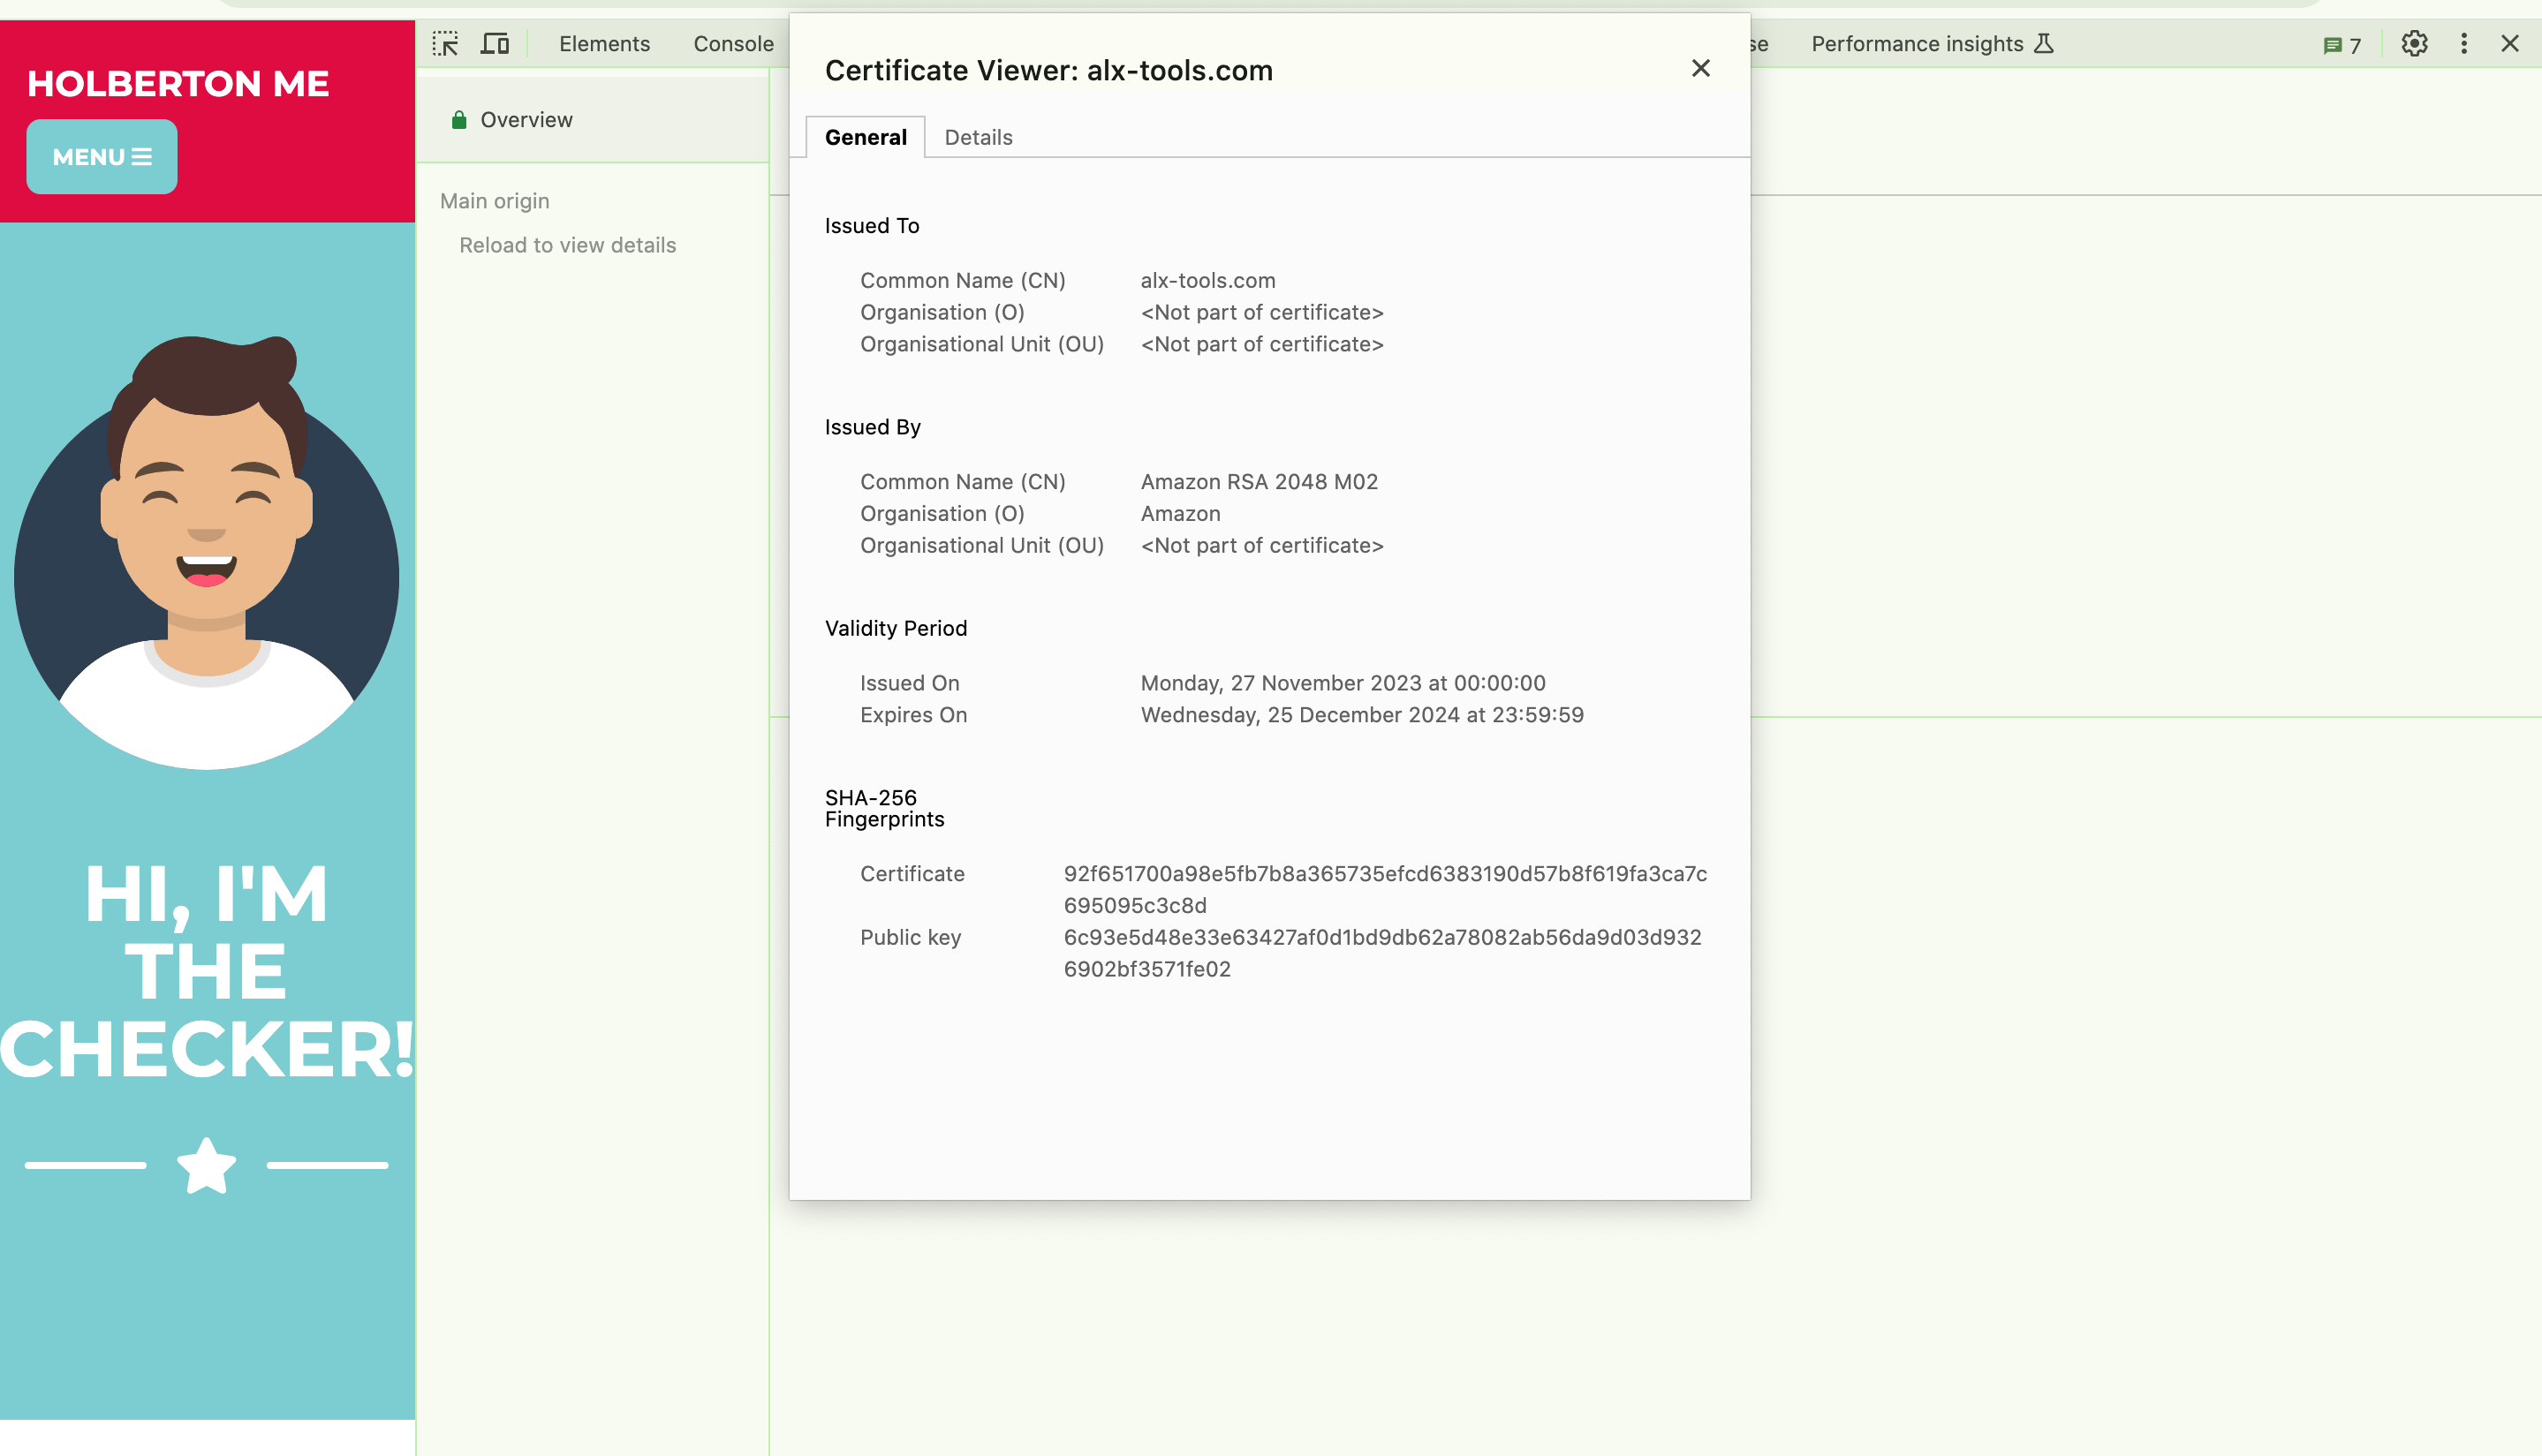 HOLBERTON ME
MENU
HI, I'M
THE
CHECKER!
Elements Console
Performance insights
7
Overview
Main origin
Reload to view details
Certificate Viewer: alx-tools.com
General Details
Issued To
Common Name (CN) alx-tools.com
Organisation (O) <Not part of certificate>
Organisational Unit (OU) <Not part of certificate>
Issued By
Common Name (CN) Amazon RSA 2048 M02
Organisation (O) Amazon
Organisational Unit (OU) <Not part of certificate>
Validity Period
Issued On Monday, 27 November 2023 at 00:00:00
Expires On Wednesday, 25 December 2024 at 23:59:59
SHA-256
Fingerprints
Certificate 92f651700a98e5fb7b8a365735efcd6383190d57b8f619fa3ca7c
695095c3c8d
Public key 6c93e5d48e33e63427af0d1bd9db62a78082ab56da9d03d932
6902bf3571fe02